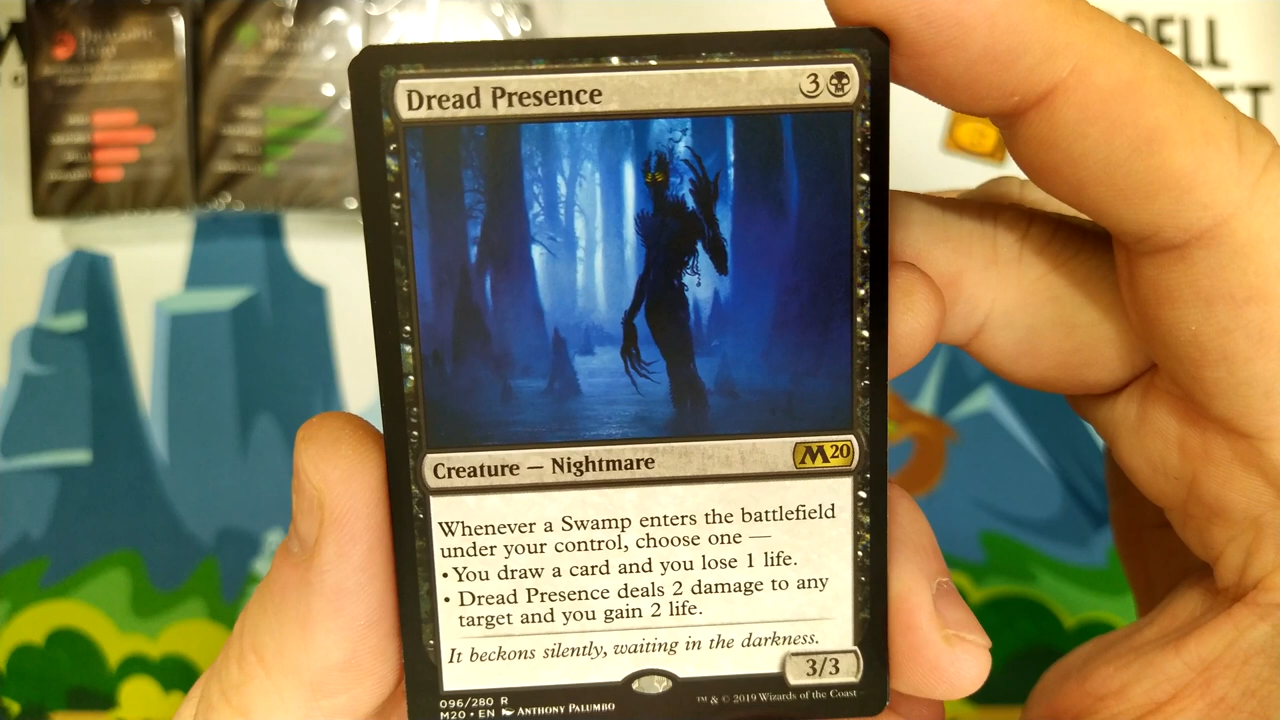 Dread Presence
3
Creature — Nightmare
M20
Whenever a Swamp enters the battlefield
under your control, choose one —
• You draw a card and you lose 1 life.
• Dread Presence deals 2 damage to any
target and you gain 2 life.
It beckons silently, waiting in the darkness.
3/3
096/280 R
M20 • EN Anthony Palumbo
™ & © 2019 Wizards of the Coast